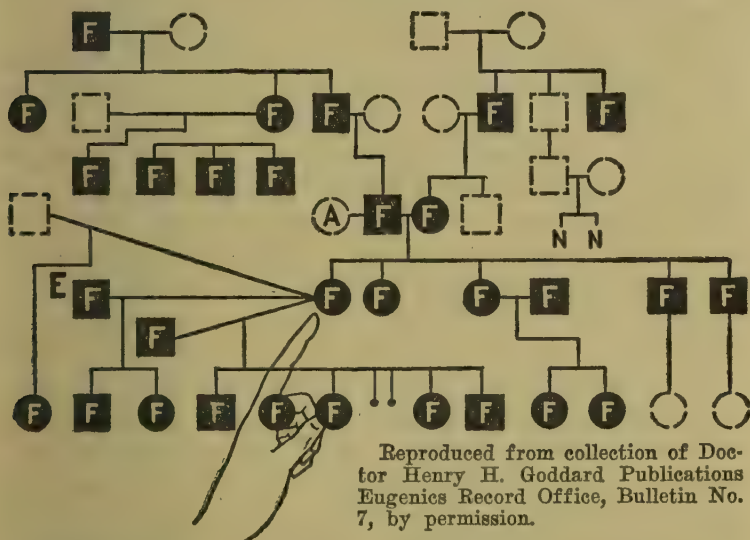 F
F F F F F
F F F F
A F F
N N
F F F F F F
E F
F
F F F F F F F F F F
Reproduced from collection of Doc-
tor Henry H. Goddard Publications
Eugenics Record Office, Bulletin No.
7, by permission.